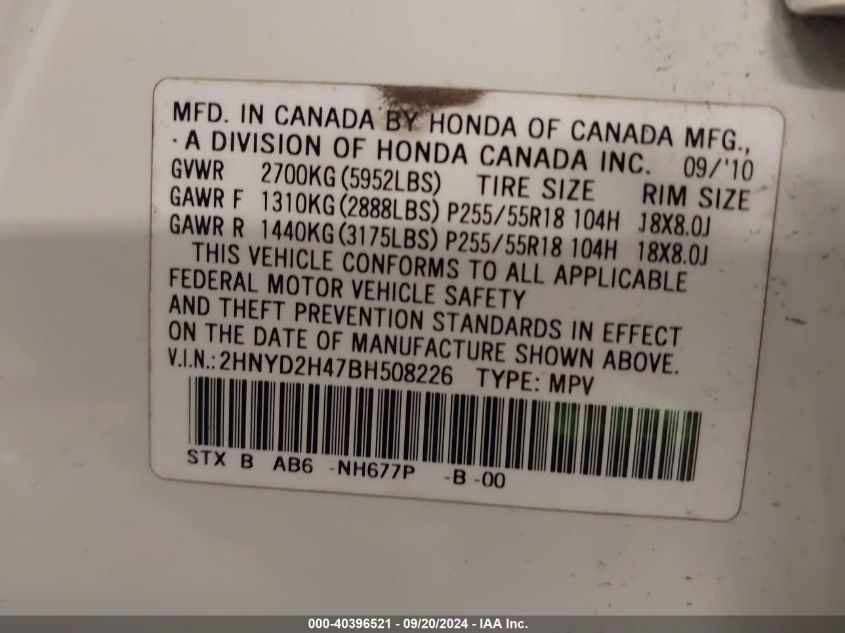 MFD. IN CANADA BY HONDA OF CANADA MFG.,
A DIVISION OF HONDA CANADA INC. 09/'10
GVWR 2700KG(5952LBS) TIRE SIZE RIM SIZE
GAWR F 1310KG(2888LBS) P255/55R18 104H 18X8.0J
GAWR R 1440KG(3175LBS) P255/55R18 104H 18X8.0J
THIS VEHICLE CONFORMS TO ALL APPLICABLE
FEDERAL MOTOR VEHICLE SAFETY
AND THEFT PREVENTION STANDARDS IN EFFECT
ON THE DATE OF MANUFACTURE SHOWN ABOVE.
V.I.N.:2HNYD2H47BH508226 TYPE: MPV
STX B AB6 -NH677P -B -00
000-40396521 - 09/20/2024 - IAA Inc.